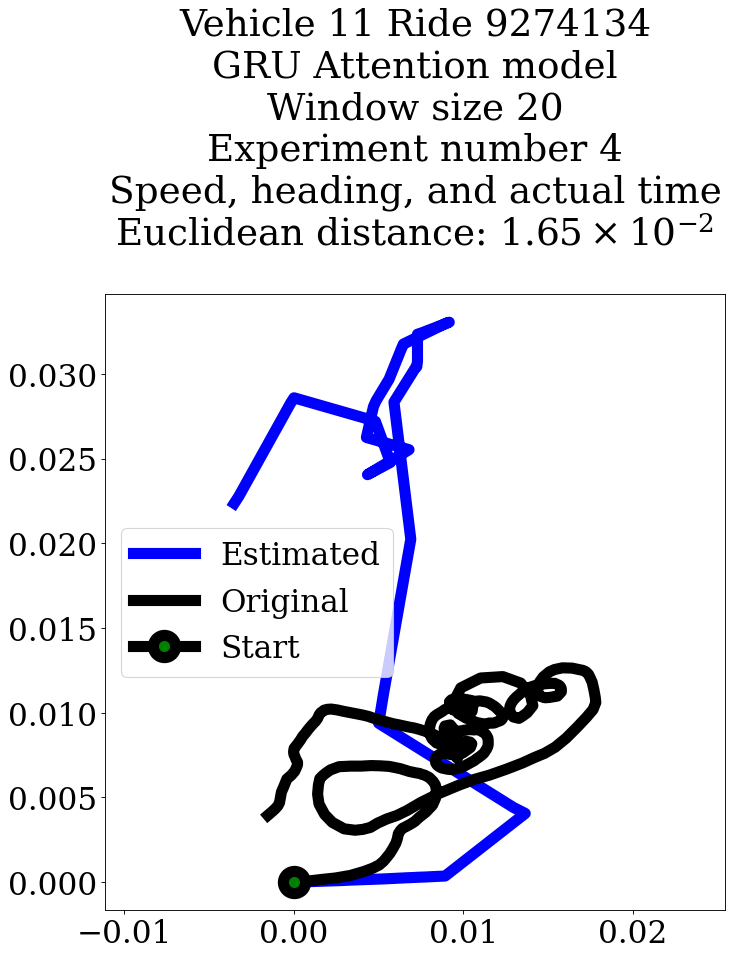 Vehicle 11 Ride 9274134
GRU Attention model
Window size 20
Experiment number 4
Speed, heading, and actual time
Euclidean distance: 1.65 × 10⁻²
0.030
0.025
0.020
0.015
0.010
0.005
0.000
Estimated
Original
Start
−0.01 0.00 0.01 0.02